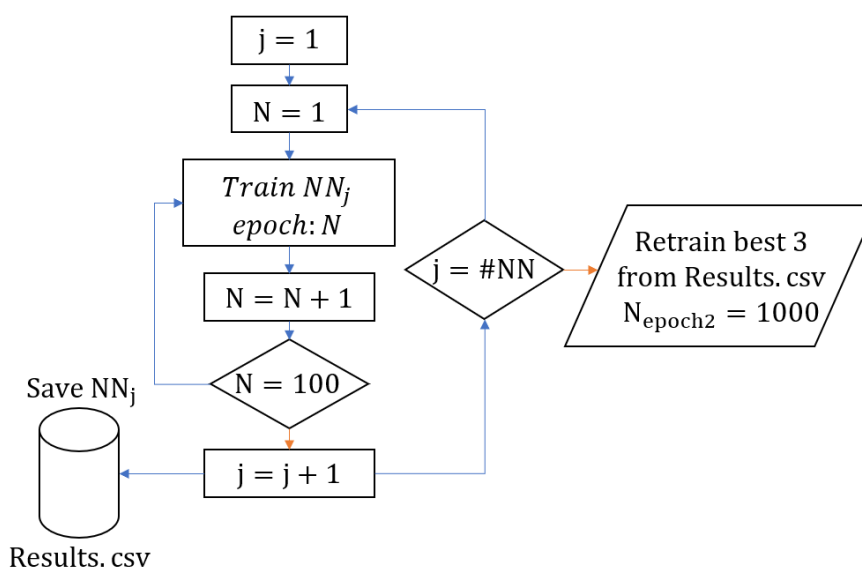 j = 1
N = 1
Train NNⱼ
epoch: N
N = N + 1
N = 100
j = j + 1
Save NNⱼ
Results. csv
j = #NN
Retrain best 3
from Results. csv
Nepoch2 = 1000